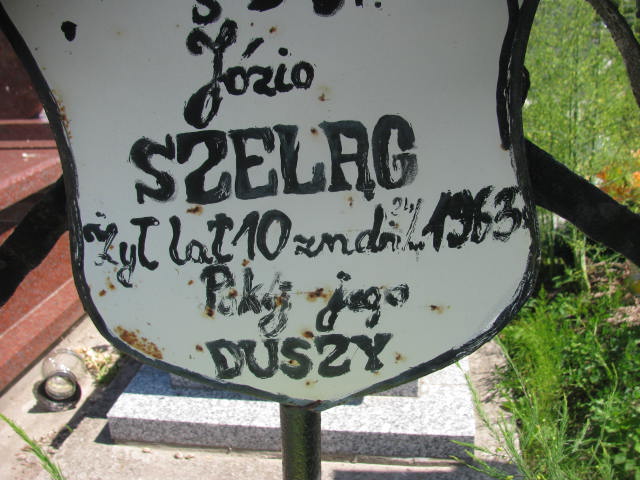 Ś.P.
Józio
SZELĄG
Żył lat 10 zm dn. 1963
Pokój jego
DUSZY